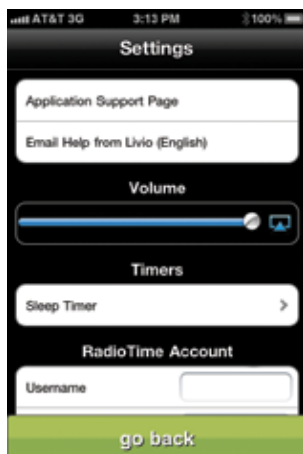 AT&T 3G 3:13 PM 100%
Settings
Application Support Page
Email Help from Livio (English)
Volume
Timers
Sleep Timer
RadioTime Account
Username
go back